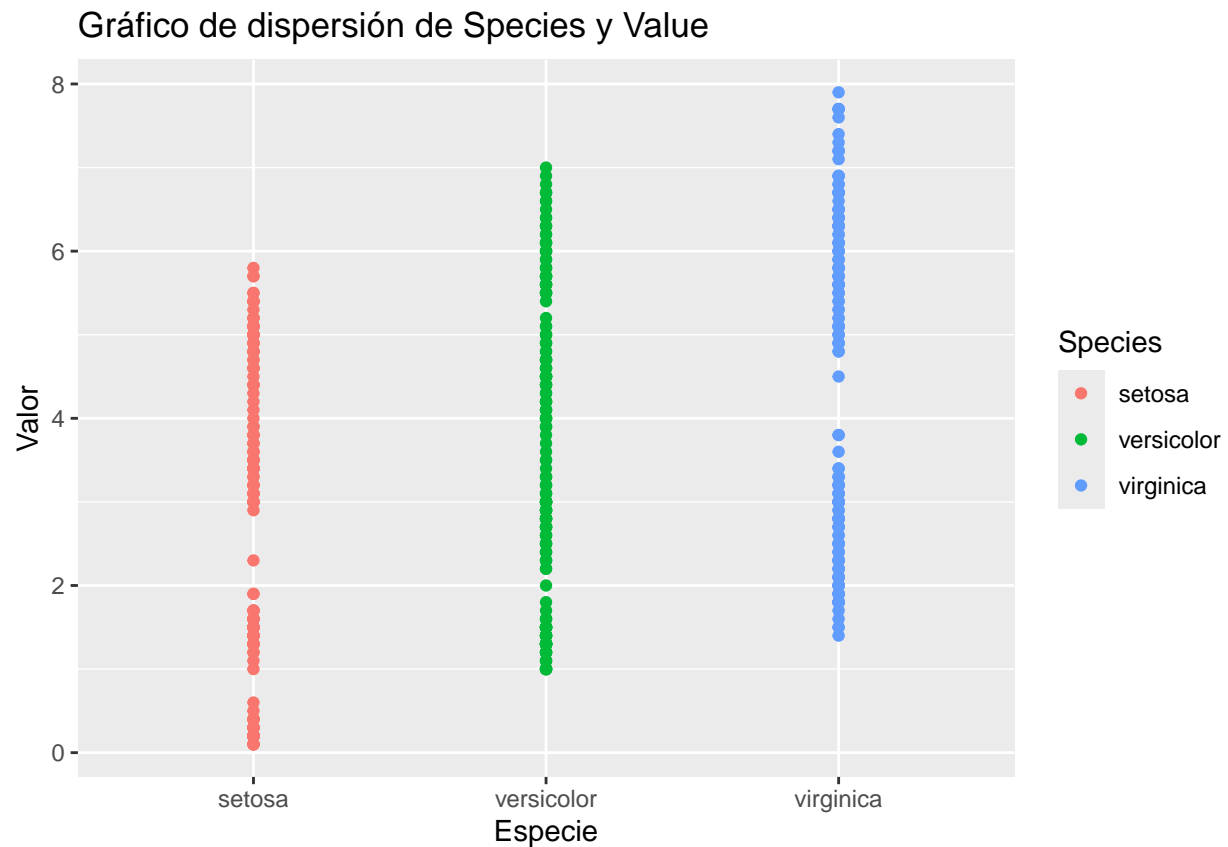 Gráfico de dispersión de Species y Value
8
6
4
2
0
Valor
setosa
versicolor
virginica
Especie
Species
setosa
versicolor
virginica